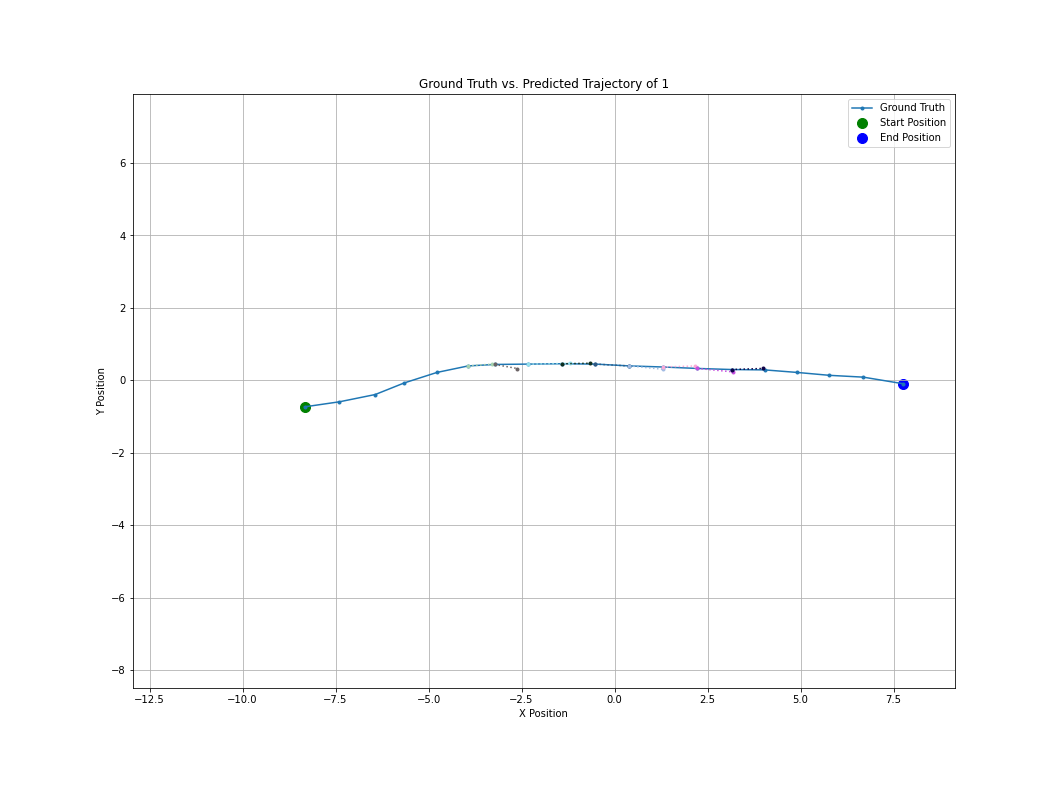 Ground Truth vs. Predicted Trajectory of 1
Ground Truth
Start Position
End Position
6
4
2
0
−2
−4
−6
−8
Y Position
−12.5 −10.0 −7.5 −5.0 −2.5 0.0 2.5 5.0 7.5
X Position